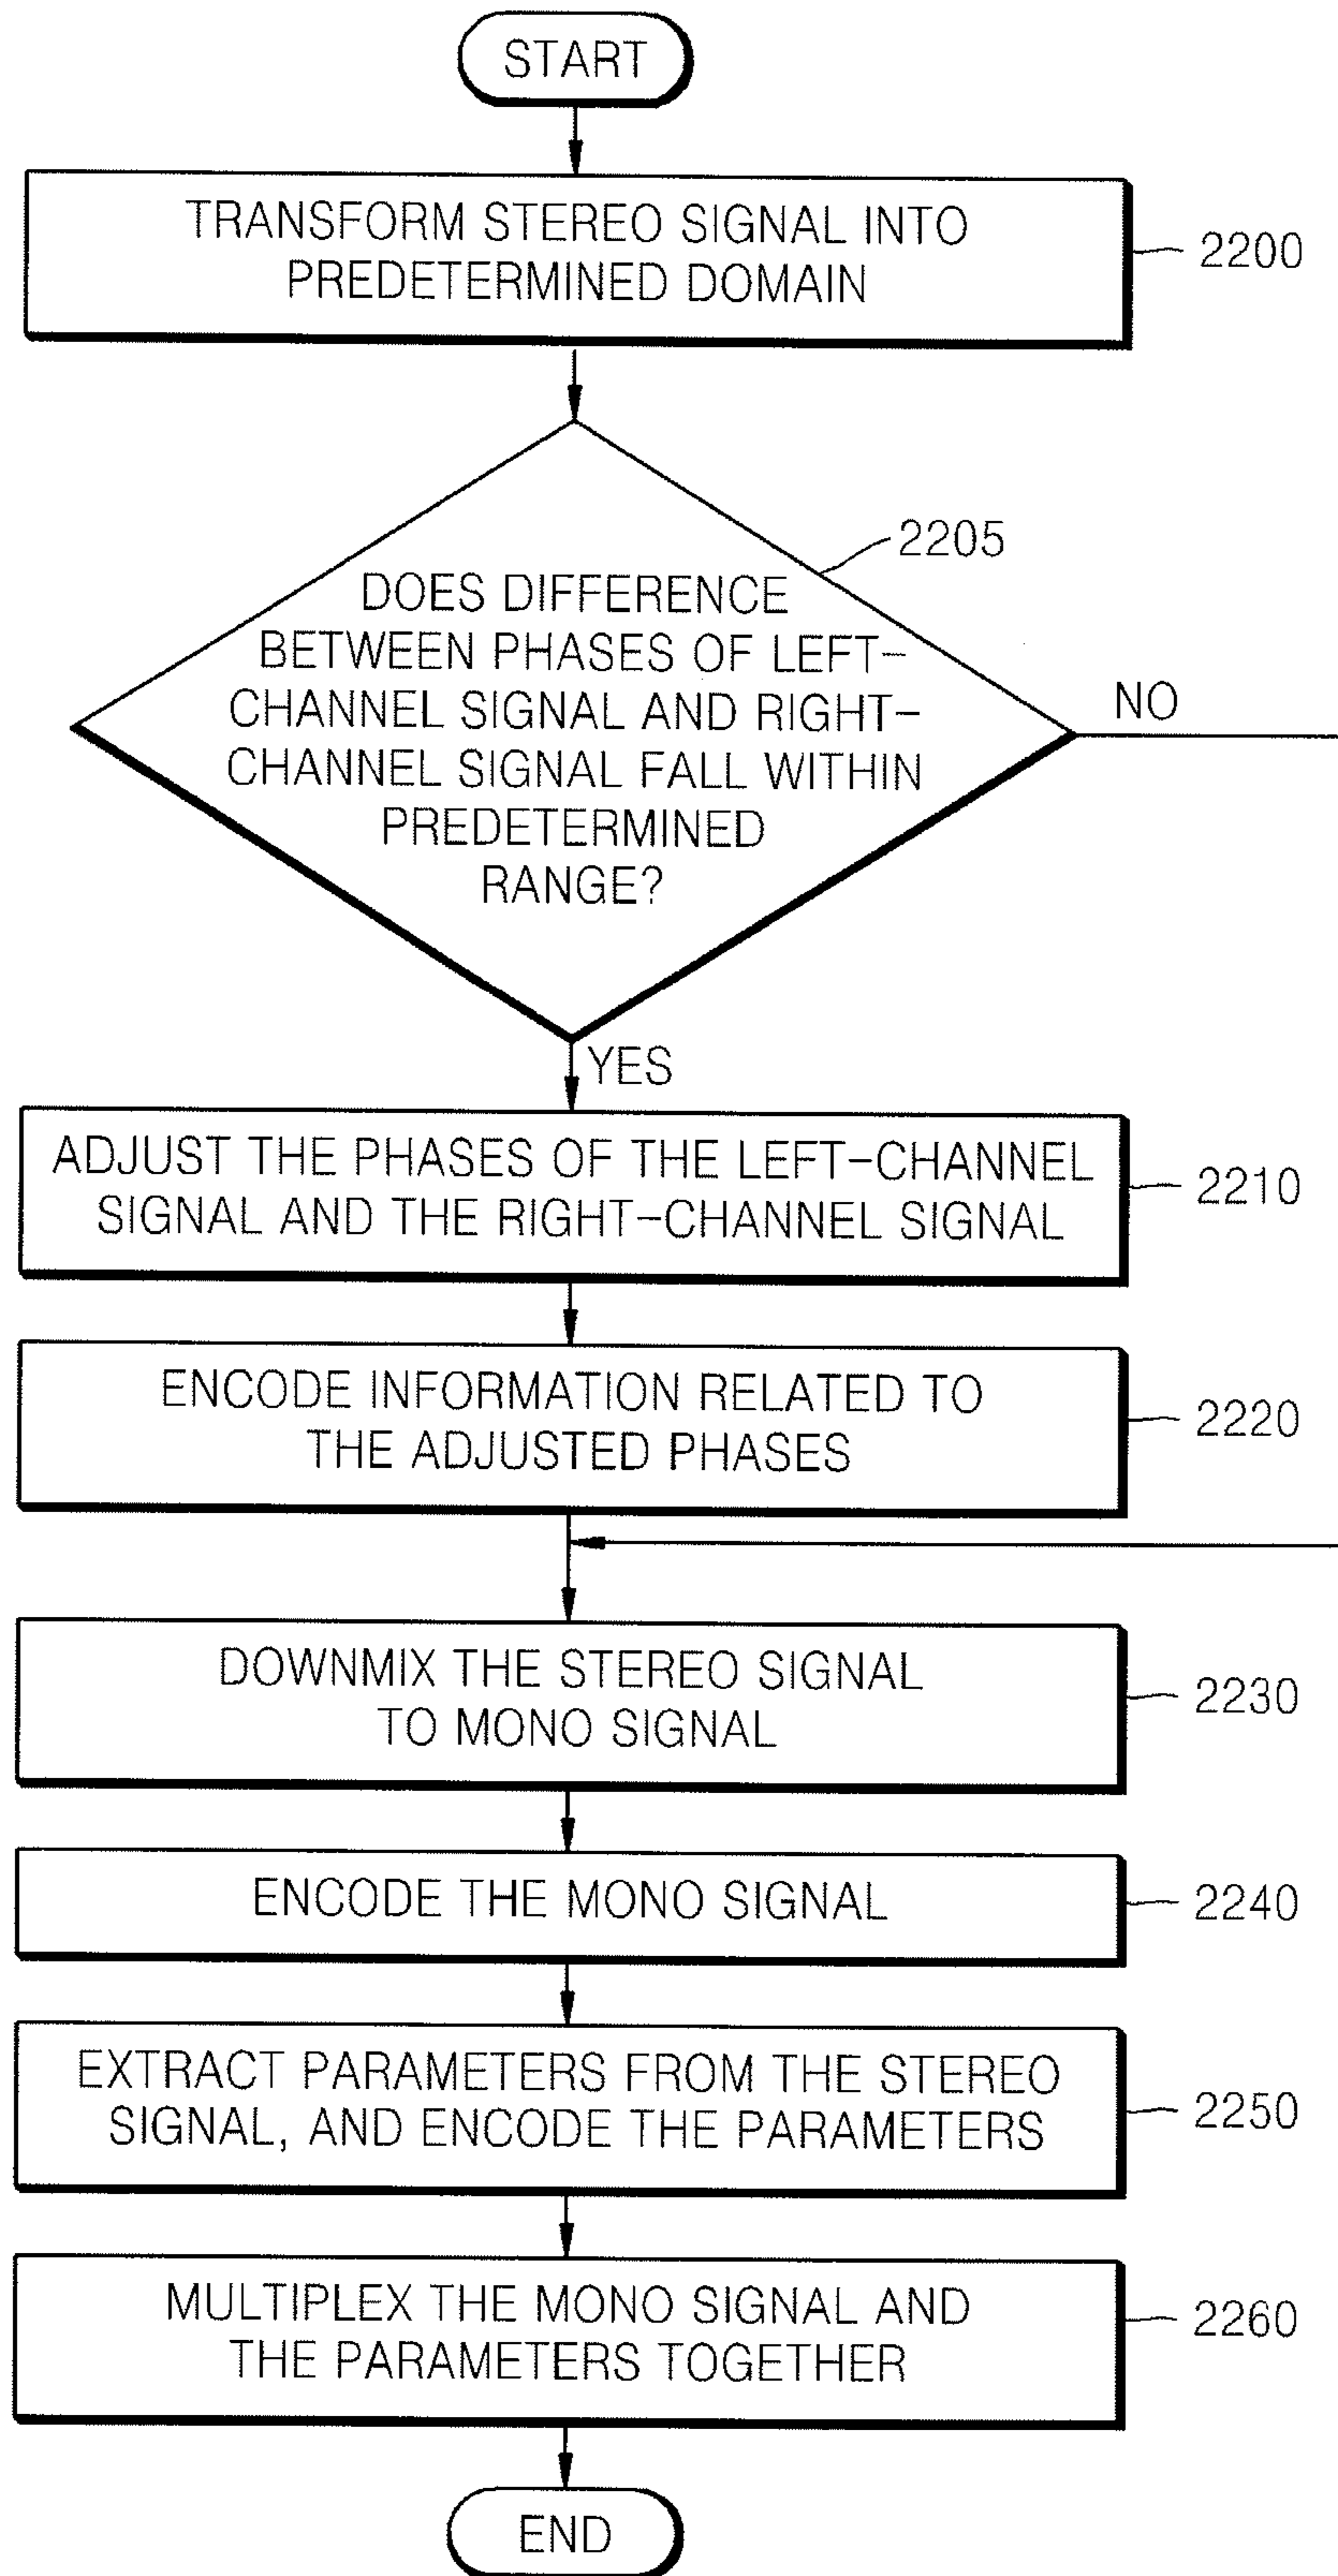 START
TRANSFORM STEREO SIGNAL INTO
PREDETERMINED DOMAIN
2200
2205
DOES DIFFERENCE
BETWEEN PHASES OF LEFT-
CHANNEL SIGNAL AND RIGHT-
CHANNEL SIGNAL FALL WITHIN
PREDETERMINED
RANGE?
NO
YES
ADJUST THE PHASES OF THE LEFT-CHANNEL
SIGNAL AND THE RIGHT-CHANNEL SIGNAL
2210
ENCODE INFORMATION RELATED TO
THE ADJUSTED PHASES
2220
DOWNMIX THE STEREO SIGNAL
TO MONO SIGNAL
2230
ENCODE THE MONO SIGNAL
2240
EXTRACT PARAMETERS FROM THE STEREO
SIGNAL, AND ENCODE THE PARAMETERS
2250
MULTIPLEX THE MONO SIGNAL AND
THE PARAMETERS TOGETHER
2260
END